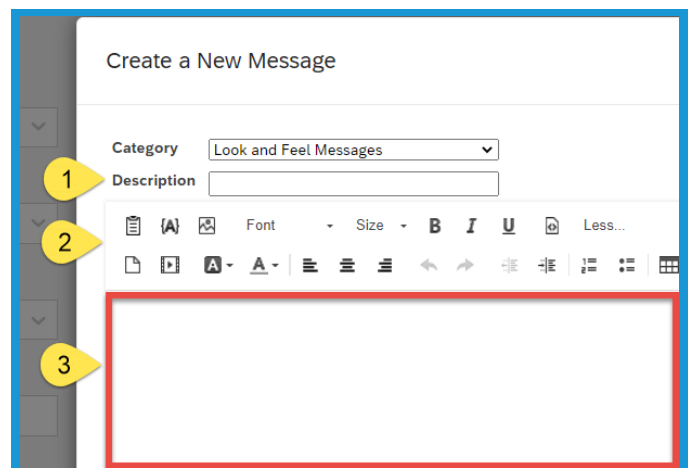 Create a New Message
Category Look and Feel Messages
1 Description
2 {A} Font Size B I U Less...
A A
3